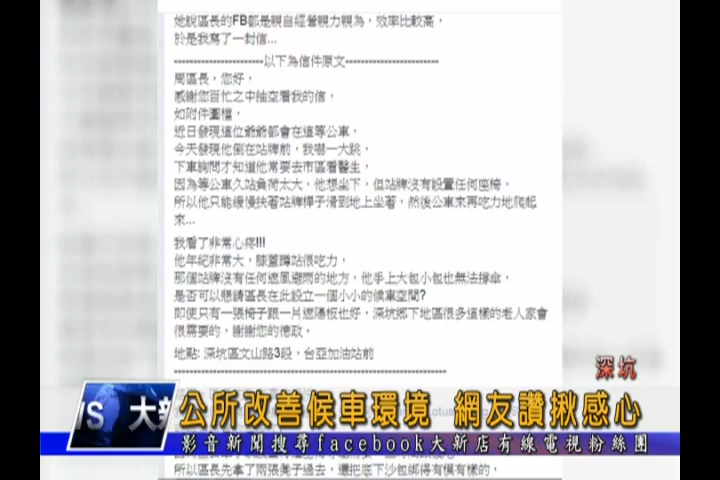 她說區長的FB都是親自經營親力親為，效率比較高，
於是我寫了一封信...
----------------------以下為信件原文-----------------------
周區長，您好，
感謝您百忙之中抽空看我的信，
如附件圖檔，
近日發現這位爺爺都會在這等公車，
今天發現他倒在站牌前，我嚇一大跳，
下車詢問才知道他常要去市區看醫生，
因為等公車久站負荷太大，他想坐下，但站牌沒有設置任何座椅，
所以他只能緩慢扶著站牌桿子滑到地上坐著，然後公車來再吃力地爬起
來...
我看了非常心疼!!!
他年紀非常大，膝蓋蹲站很吃力，
那個站牌沒有任何遮風避雨的地方，他手上大包小包也無法撐傘，
是否可以懇請區長在此設立一個小小的候車空間?
即使只有一張椅子跟一片遮陽板也好，深坑鄉下地區很多這樣的老人家會
很需要的，謝謝您的德政。
地點: 深坑區文山路3段，台亞加油站前
深坑
大新
公所改善候車環境 網友讚揪感心
影音新聞搜尋facebook大新店有線電視粉絲團
所以區長先拿了兩張凳子過去，還把底下沙包綁得有模有樣的，